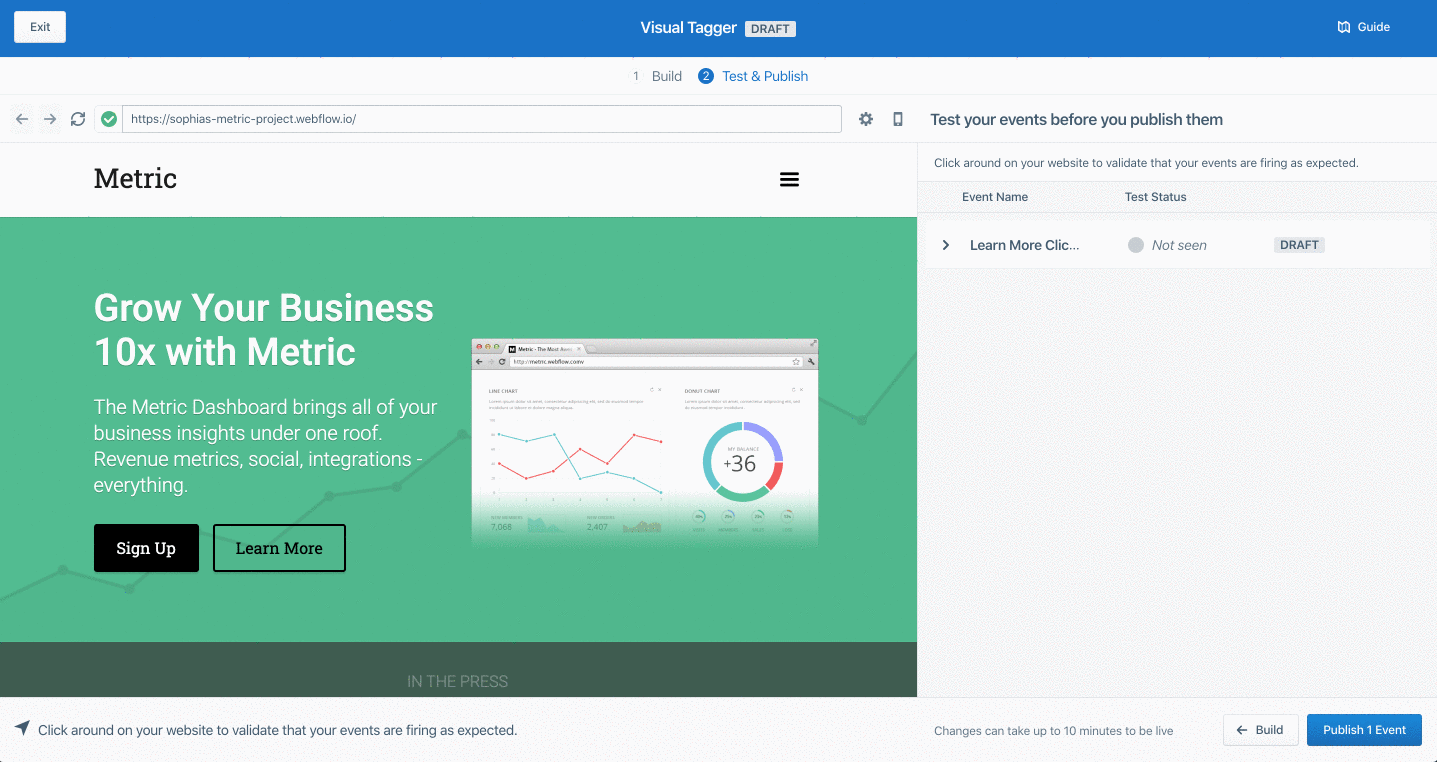 Exit
Visual Tagger DRAFT
Guide
1 Build 2 Test & Publish
https://sophias-metric-project.webflow.io/
Test your events before you publish them
Click around on your website to validate that your events are firing as expected.
Event Name Test Status
Learn More Clic... Not seen DRAFT
Metric
Grow Your Business
10x with Metric
The Metric Dashboard brings all of your
business insights under one roof.
Revenue metrics, social, integrations -
everything.
Sign Up Learn More
http://metric.webflow.com
LINE CHART
DONUT CHART
MY BALANCE
+36
7,068
2,407
IN THE PRESS
Click around on your website to validate that your events are firing as expected.
Changes can take up to 10 minutes to be live
Build
Publish 1 Event